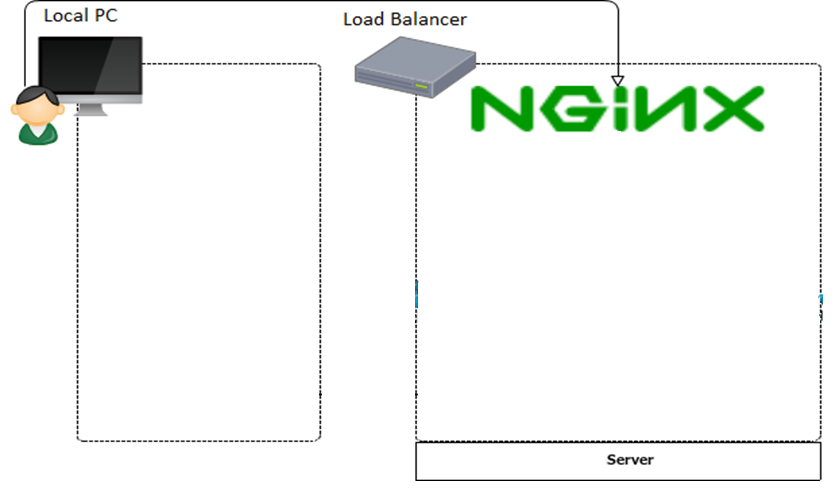 Local PC
Load Balancer
NGiNX
Server